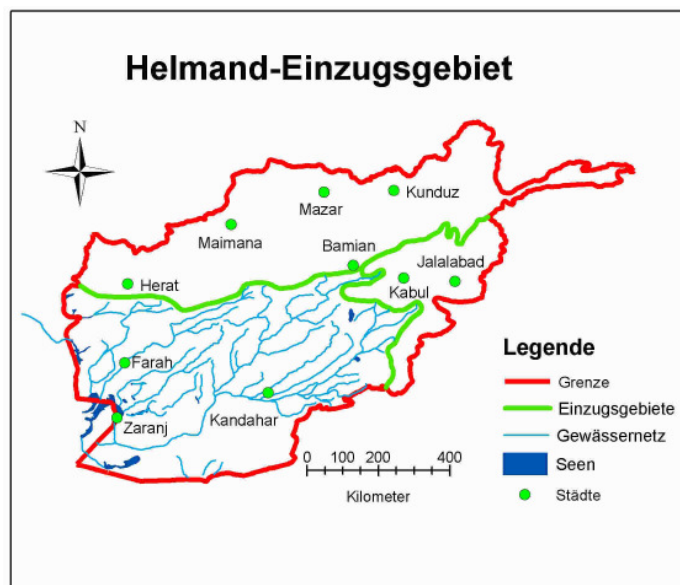 Helmand-Einzugsgebiet
N
Kunduz
Mazar
Maimana
Bamian
Jalalabad
Herat
Kabul
Farah
Kandahar
Zaranj
Legende
Grenze
Einzugsgebiete
Gewässernetz
Seen
Städte
0 100 200 400
Kilometer